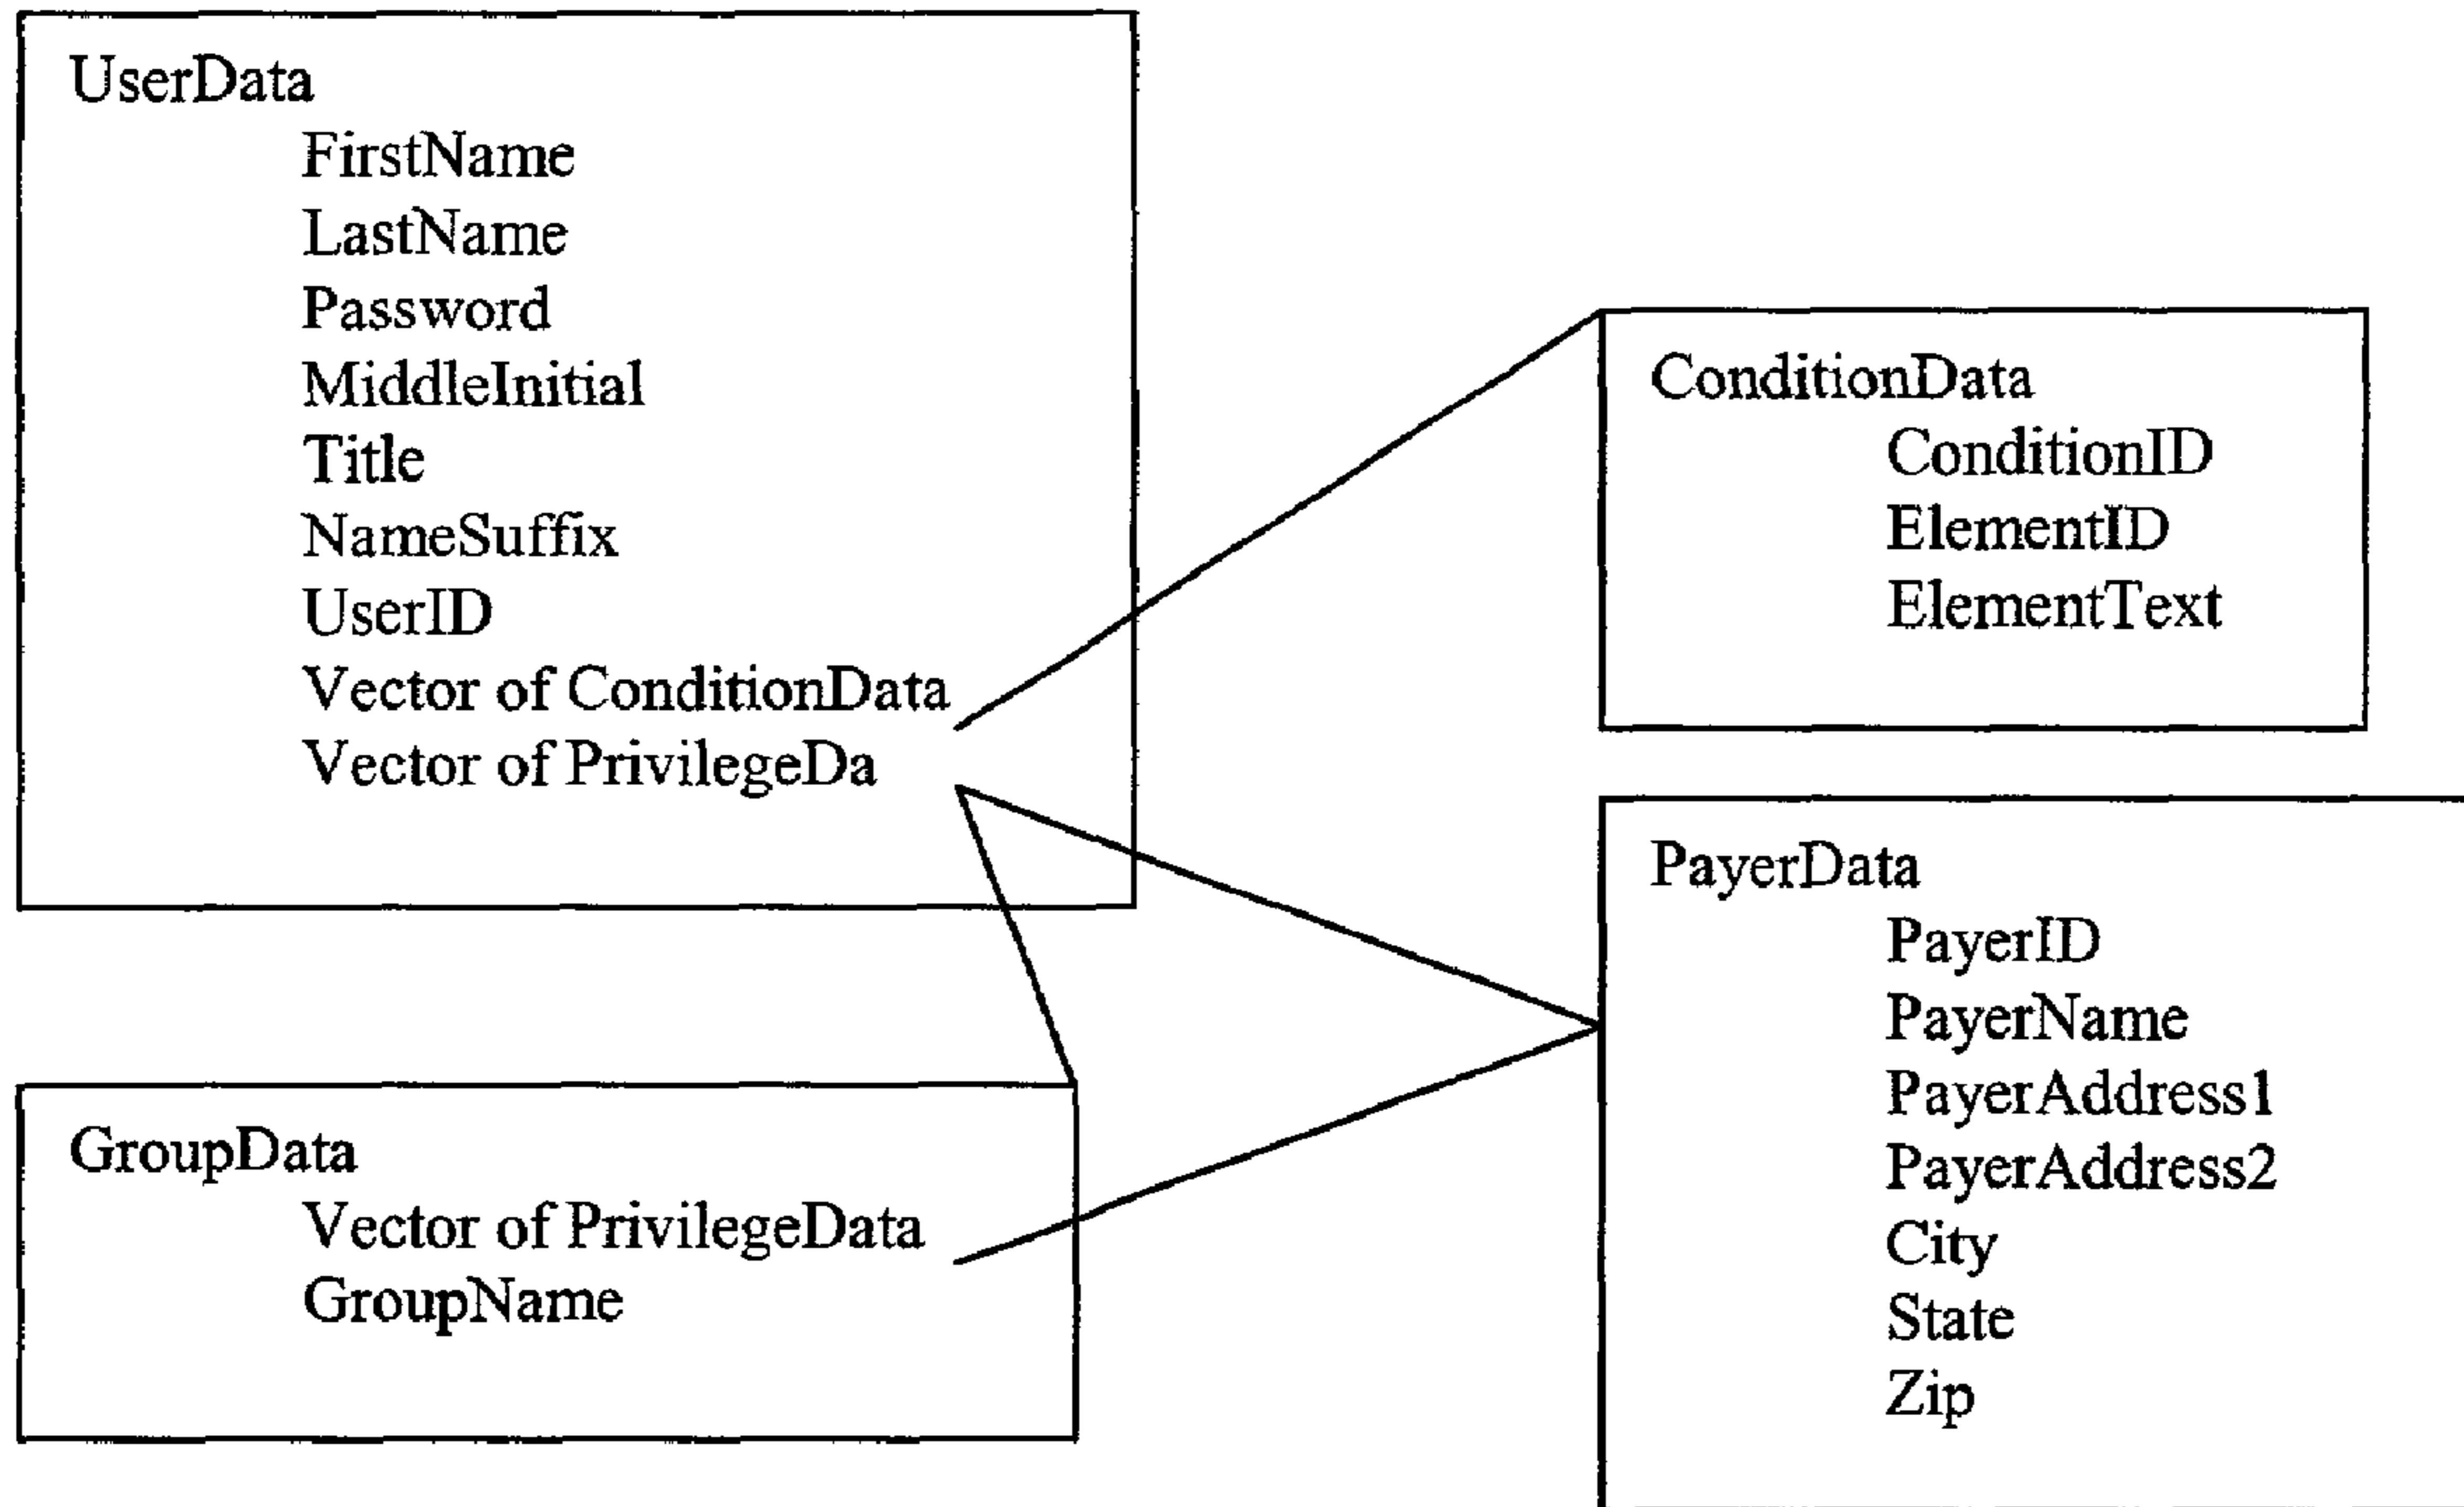 UserData
FirstName
LastName
Password
MiddleInitial
Title
NameSuffix
UserID
Vector of ConditionData
Vector of PrivilegeDa
ConditionData
ConditionID
ElementID
ElementText
GroupData
Vector of PrivilegeData
GroupName
PayerData
PayerID
PayerName
PayerAddress1
PayerAddress2
City
State
Zip